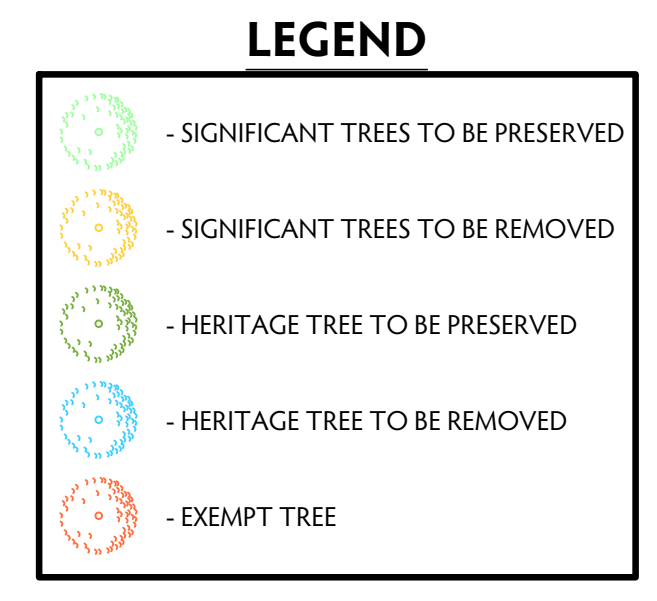 LEGEND
- SIGNIFICANT TREES TO BE PRESERVED
- SIGNIFICANT TREES TO BE REMOVED
- HERITAGE TREE TO BE PRESERVED
- HERITAGE TREE TO BE REMOVED
- EXEMPT TREE